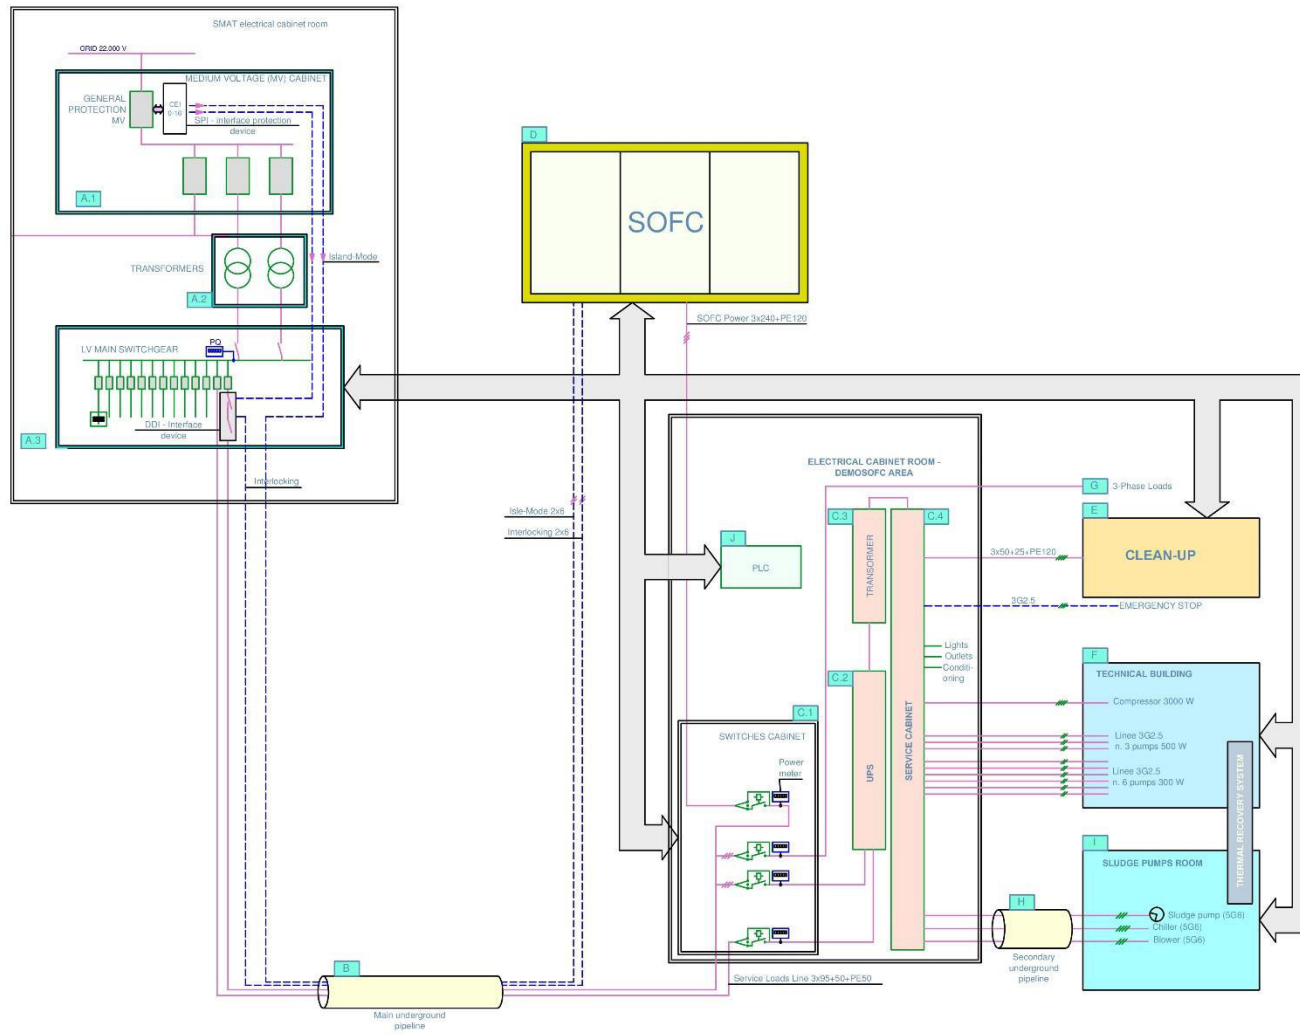 SMAT electrical cabinet room
GRID 22.000 V
MEDIUM VOLTAGE (MV) CABINET
GENERAL
PROTECTION
MV
CEI
0-16
SPI - interface protection
device
A.1
TRANSFORMERS
A.2
Island-Mode
LV MAIN SWITCHGEAR
PQ
DDI - Interface
device
A.3
Interlocking
D
SOFC
SOFC Power 3x240+PE120
Isle-Mode 2x6
Interlocking 2x6
J
PLC
ELECTRICAL CABINET ROOM -
DEMOSOFC AREA
C.3
TRANSORMER
C.4
SERVICE CABINET
C.2
UPS
C.1
SWITCHES CABINET
Power
meter
G
3-Phase Loads
E
CLEAN-UP
3x50+25+PE120
3G2.5
EMERGENCY STOP
Lights
Outlets
Conditi-
oning
F
TECHNICAL BUILDING
Compressor 3000 W
Linee 3G2.5
n. 3 pumps 500 W
Linee 3G2.5
n. 6 pumps 300 W
THERMAL RECOVERY SYSTEM
I
SLUDGE PUMPS ROOM
Sludge pump (5G6)
Chiller (5G6)
Blower (5G6)
H
Secondary
underground
pipeline
Service Loads Line 3x95+50+PE50
B
Main underground
pipeline